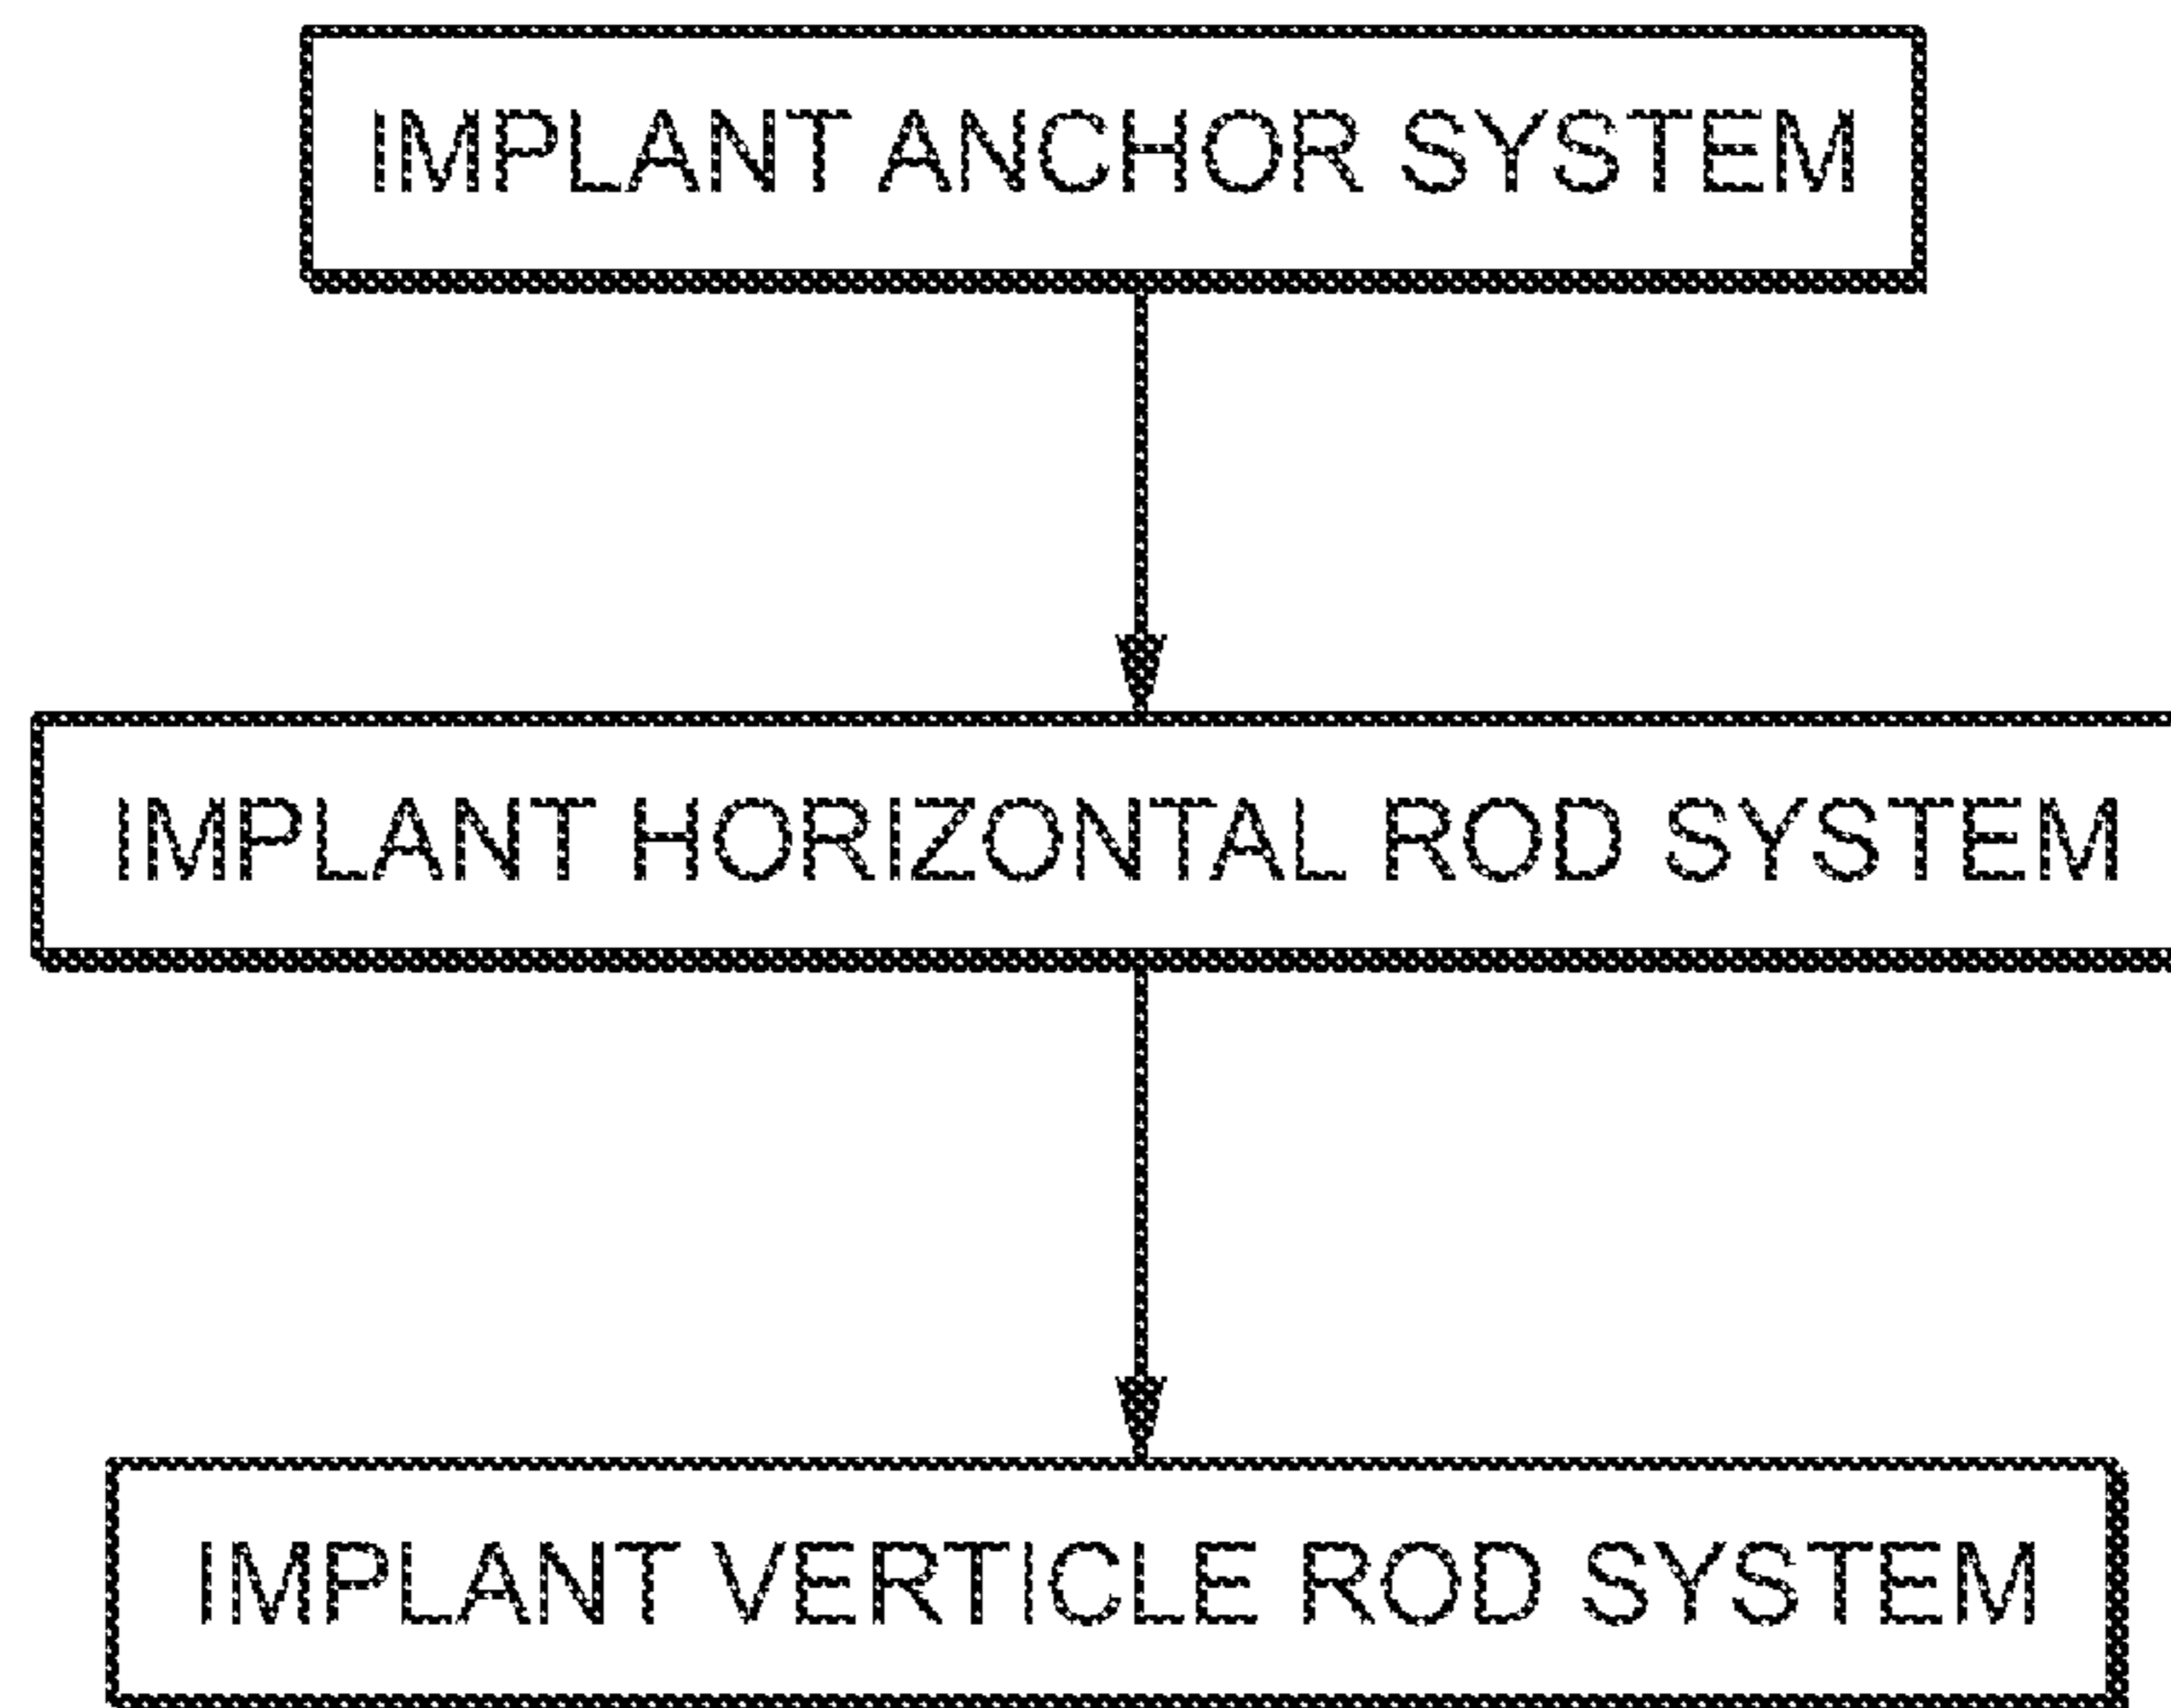 IMPLANT ANCHOR SYSTEM
IMPLANT HORIZONTAL ROD SYSTEM
IMPLANT VERTICLE ROD SYSTEM